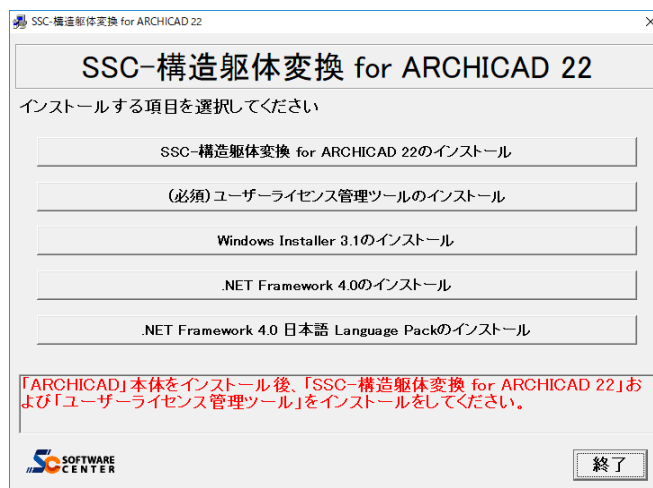 SSC-構造躯体変換 for ARCHICAD 22
SSC-構造躯体変換 for ARCHICAD 22
インストールする項目を選択してください
SSC-構造躯体変換 for ARCHICAD 22のインストール
(必須)ユーザーライセンス管理ツールのインストール
Windows Installer 3.1のインストール
.NET Framework 4.0のインストール
.NET Framework 4.0 日本語 Language Packのインストール
「ARCHICAD」本体をインストール後、「SSC-構造躯体変換 for ARCHICAD 22」お
よび「ユーザーライセンス管理ツール」をインストールをしてください。
SC SOFTWARE
CENTER
終了